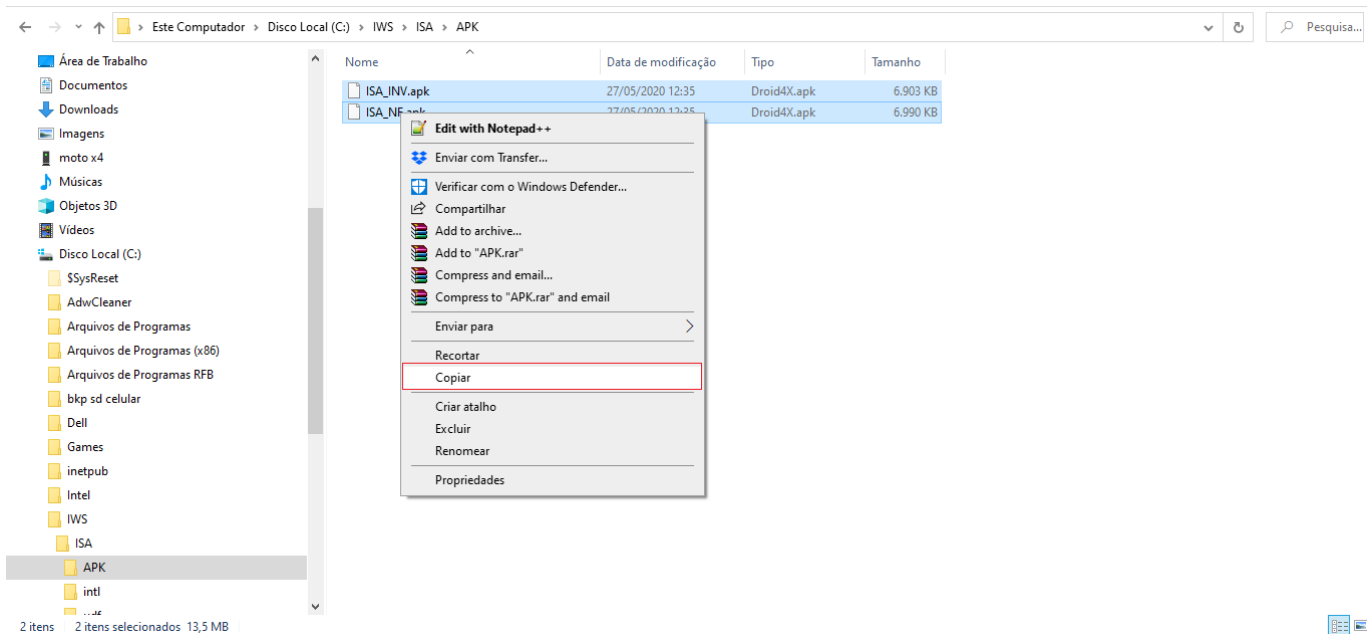 Este Computador > Disco Local (C:) > IWS > ISA > APK
Pesquisa...
Área de Trabalho
Documentos
Downloads
Imagens
moto x4
Músicas
Objetos 3D
Vídeos
Disco Local (C:)
$SysReset
AdwCleaner
Arquivos de Programas
Arquivos de Programas (x86)
Arquivos de Programas RFB
bkp sd celular
Dell
Games
inetpub
Intel
IWS
ISA
APK
intl
Nome Data de modificação Tipo Tamanho
ISA_INV.apk 27/05/2020 12:35 Droid4X.apk 6.903 KB
ISA_NF.apk 27/05/2020 12:35 Droid4X.apk 6.990 KB
Edit with Notepad++
Enviar com Transfer...
Verificar com o Windows Defender...
Compartilhar
Add to archive...
Add to "APK.rar"
Compress and email...
Compress to "APK.rar" and email
Enviar para
Recortar
Copiar
Criar atalho
Excluir
Renomear
Propriedades
2 itens 2 itens selecionados 13,5 MB